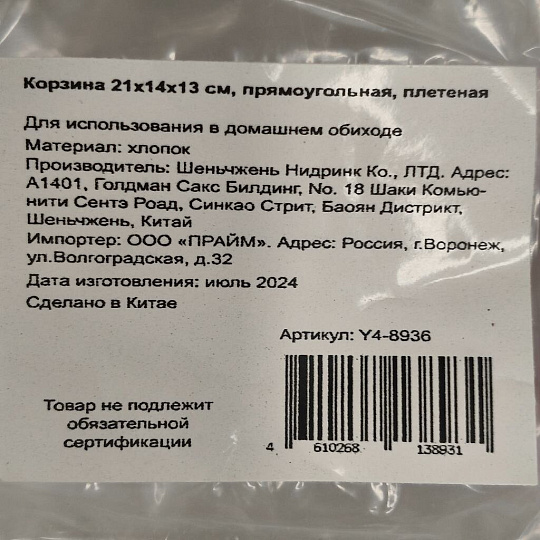 Корзина 21х14х13 см, прямоугольная, плетеная
Для использования в домашнем обиходе
Материал: хлопок
Производитель: Шеньчжень Нидринк Ко., ЛТД. Адрес:
А1401, Голдман Сакс Билдинг, No. 18 Шаки Комью-
нити Сентэ Роад, Синкао Стрит, Баоян Дистрикт,
Шеньчжень, Китай
Импортер: ООО «ПРАЙМ». Адрес: Россия, г.Воронеж,
ул.Волгоградская, д.32
Дата изготовления: июль 2024
Сделано в Китае
Артикул: Y4-8936
Товар не подлежит
обязательной
сертификации
4 610268 138931